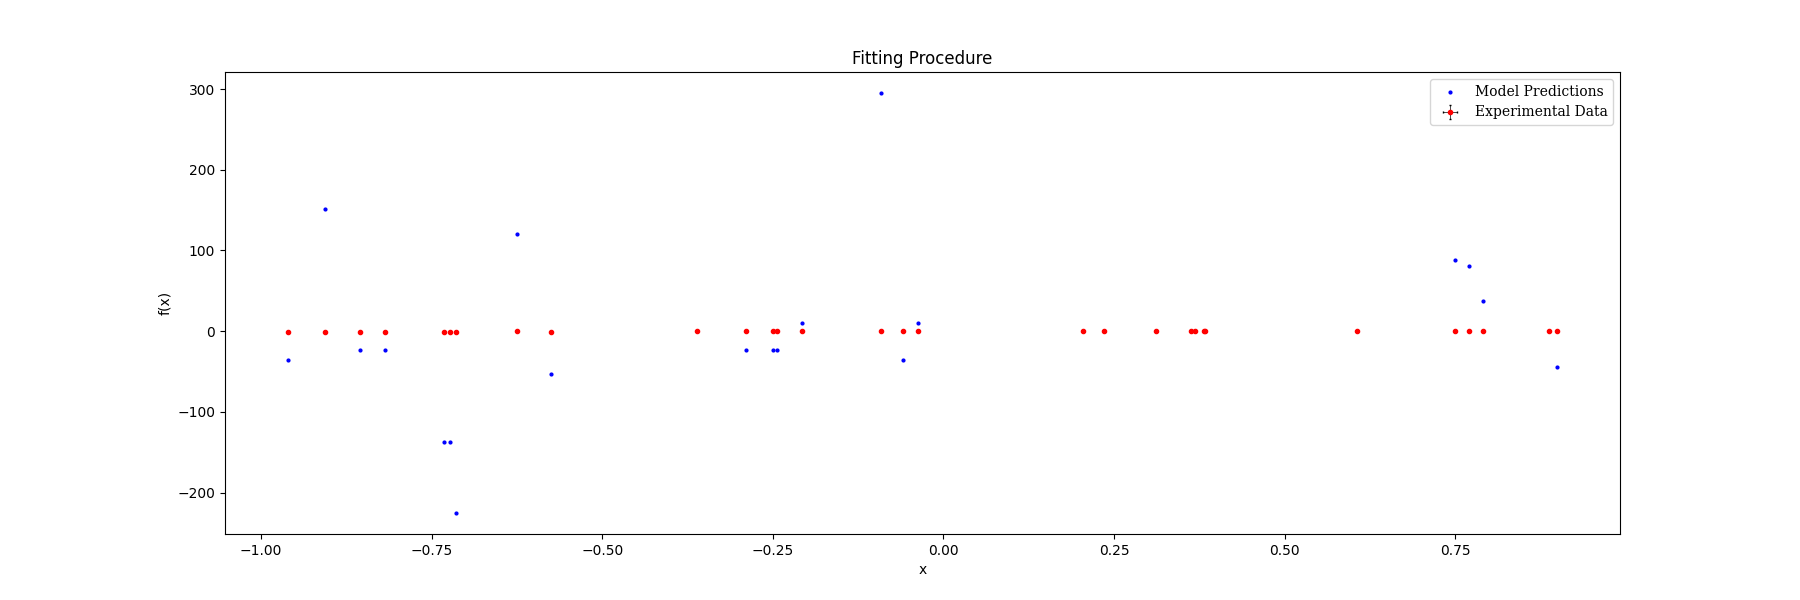 Fitting Procedure
300
200
100
0
−100
−200
f(x)
Model Predictions
Experimental Data
−1.00
−0.75
−0.50
−0.25
0.00
0.25
0.50
0.75
x